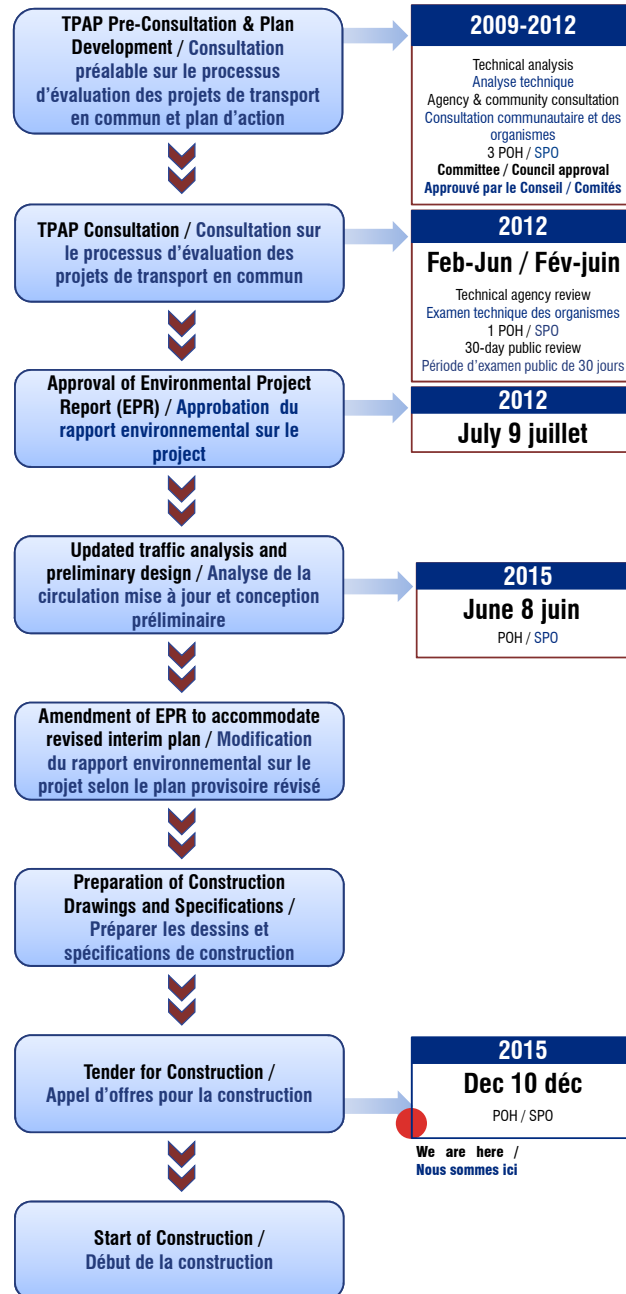 TPAP Pre-Consultation & Plan
Development / Consultation
préalable sur le processus
d'évaluation des projets de transport
en commun et plan d'action
2009-2012
Technical analysis
Analyse technique
Agency & community consultation
Consultation communautaire et des
organismes
3 POH / SPO
Committee / Council approval
Approuvé par le Conseil / Comités
TPAP Consultation / Consultation sur
le processus d'évaluation des
projets de transport en commun
2012
Feb-Jun / Fév-juin
Technical agency review
Examen technique des organismes
1 POH / SPO
30-day public review
Période d'examen public de 30 jours
Approval of Environmental Project
Report (EPR) / Approbation du
rapport environnemental sur le
project
2012
July 9 juillet
Updated traffic analysis and
preliminary design / Analyse de la
circulation mise à jour et conception
préliminaire
2015
June 8 juin
POH / SPO
Amendment of EPR to accommodate
revised interim plan / Modification
du rapport environnemental sur le
projet selon le plan provisoire révisé
Preparation of Construction
Drawings and Specifications /
Préparer les dessins et
spécifications de construction
Tender for Construction /
Appel d'offres pour la construction
2015
Dec 10 déc
POH / SPO
We are here /
Nous sommes ici
Start of Construction /
Début de la construction